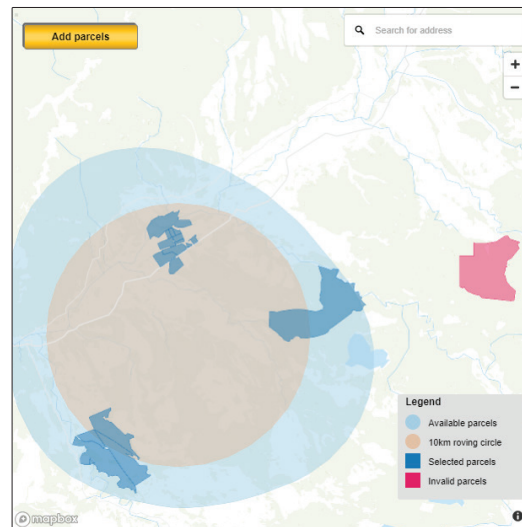 Add parcels
Search for address
+
−
Legend
Available parcels
10km roving circle
Selected parcels
Invalid parcels
mapbox
i